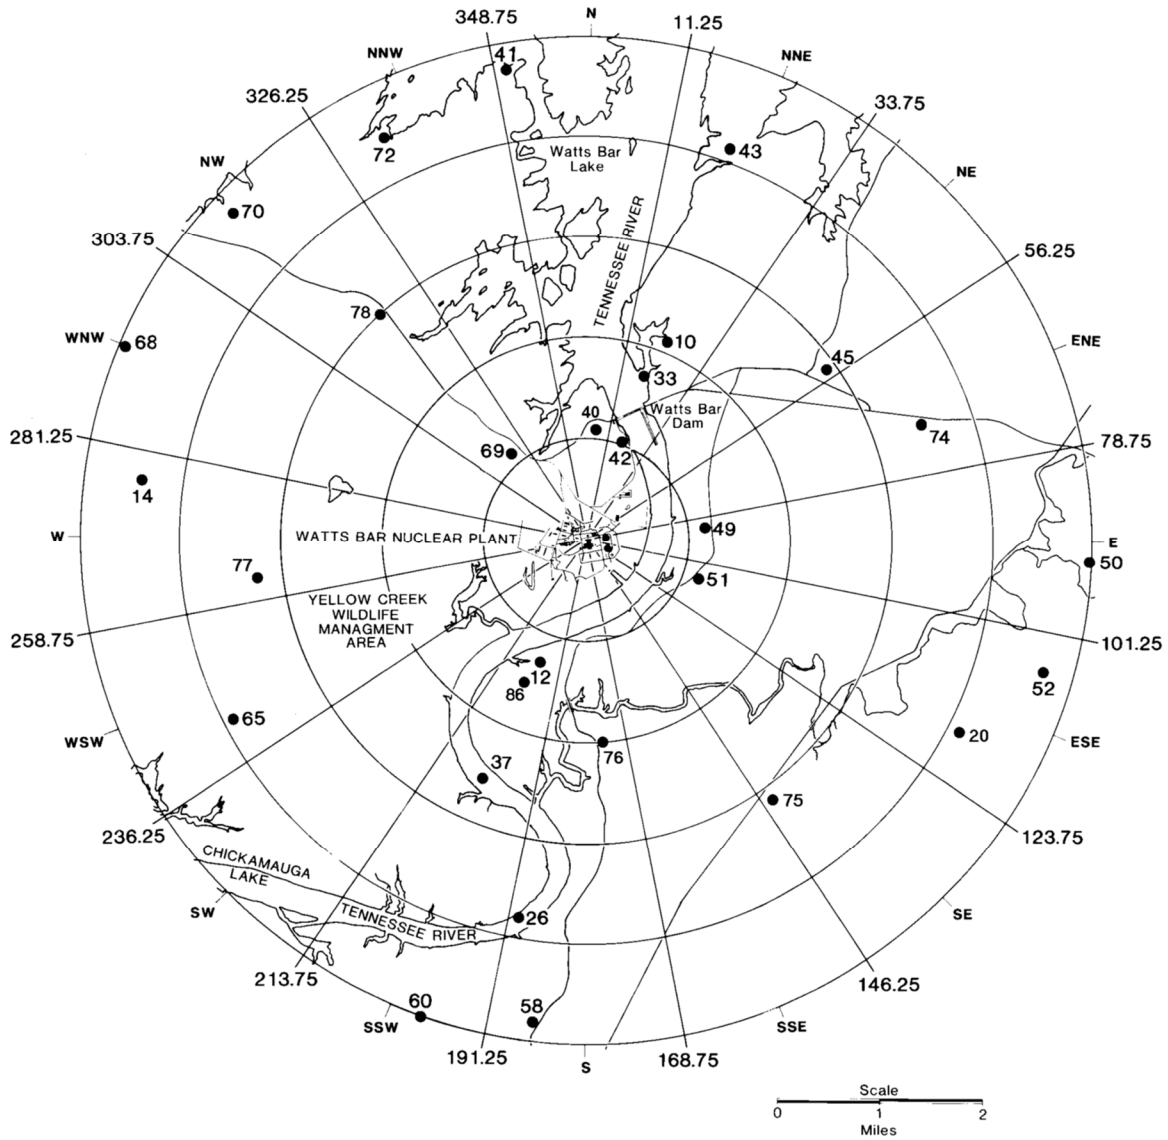 N
348.75
11.25
41
NNW
NNE
326.25
33.75
72
Watts Bar
Lake
43
NW
NE
70
TENNESSEE RIVER
303.75
56.25
78
WNW
68
10
ENE
45
33
40
Watts Bar
Dam
74
281.25
69
42
78.75
14
49
W
WATTS BAR NUCLEAR PLANT
E
50
77
51
YELLOW CREEK
WILDLIFE
MANAGMENT
AREA
258.75
101.25
12
86
52
65
20
WSW
ESE
76
37
75
236.25
123.75
CHICKAMAUGA
LAKE
SW
TENNESSEE RIVER
26
SE
213.75
146.25
60
58
SSW
SSE
191.25
168.75
S
Scale
0 1 2
Miles